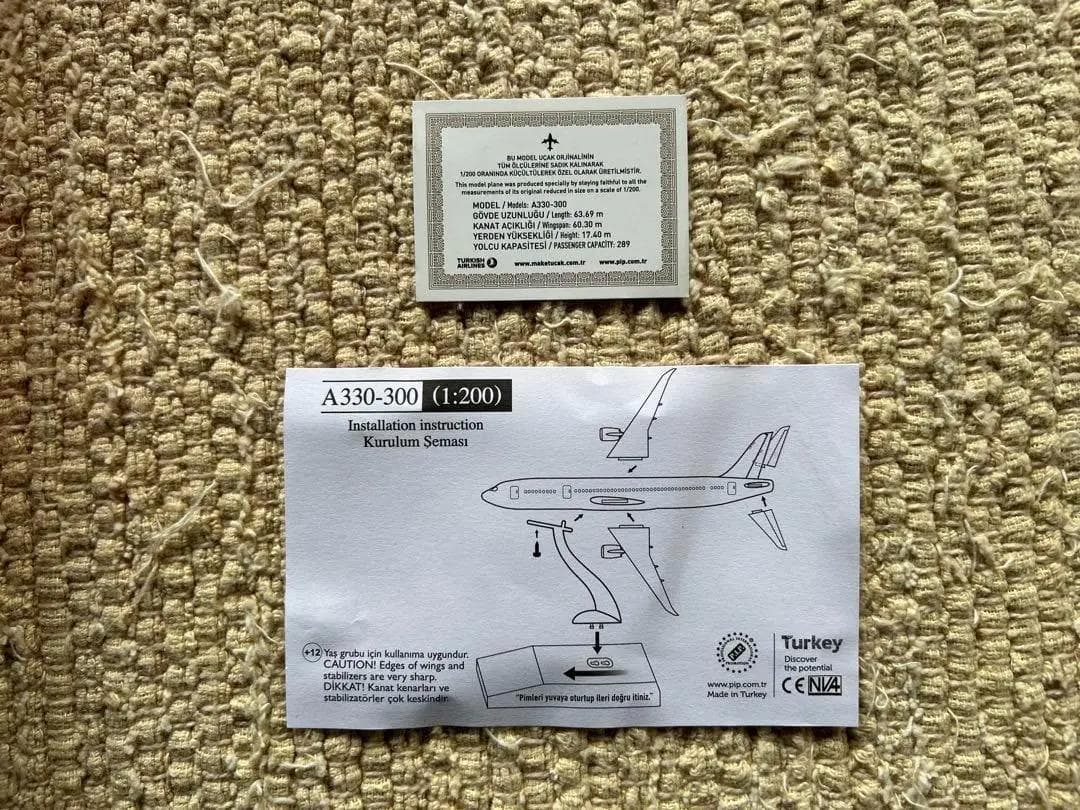 BU MODEL UÇAK ORJİNALİNİN
TÜM ÖLÇÜLERİNE SADIK KALINARAK
1/200 ORANINDA KÜÇÜLTÜLEREK ÖZEL OLARAK ÜRETİLMİŞTİR.
This model plane was produced specially by staying faithful to all the
measurements of its original reduced in size on a scale of 1/200.
MODEL / Models: A330-300
GÖVDE UZUNLUĞU / Length: 63.69 m
KANAT AÇIKLIĞI / Wingspan: 60.30 m
YERDEN YÜKSEKLİĞİ / Height: 17.40 m
YOLCU KAPASİTESİ / PASSENGER CAPACITY: 289
TURKISH
AIRLINES
www.maketucak.com.tr
www.pip.com.tr
A330-300 (1:200)
Installation instruction
Kurulum Şeması
+12 Yaş grubu için kullanıma uygundur.
CAUTION! Edges of wings and
stabilizers are very sharp.
DİKKAT! Kanat kenarları ve
stabilizatörler çok keskindir.
"Pimleri yuvaya oturtup ileri doğru itiniz."
PİP
www.pip.com.tr
Made in Turkey
Turkey
Discover
the potential
CE NVA